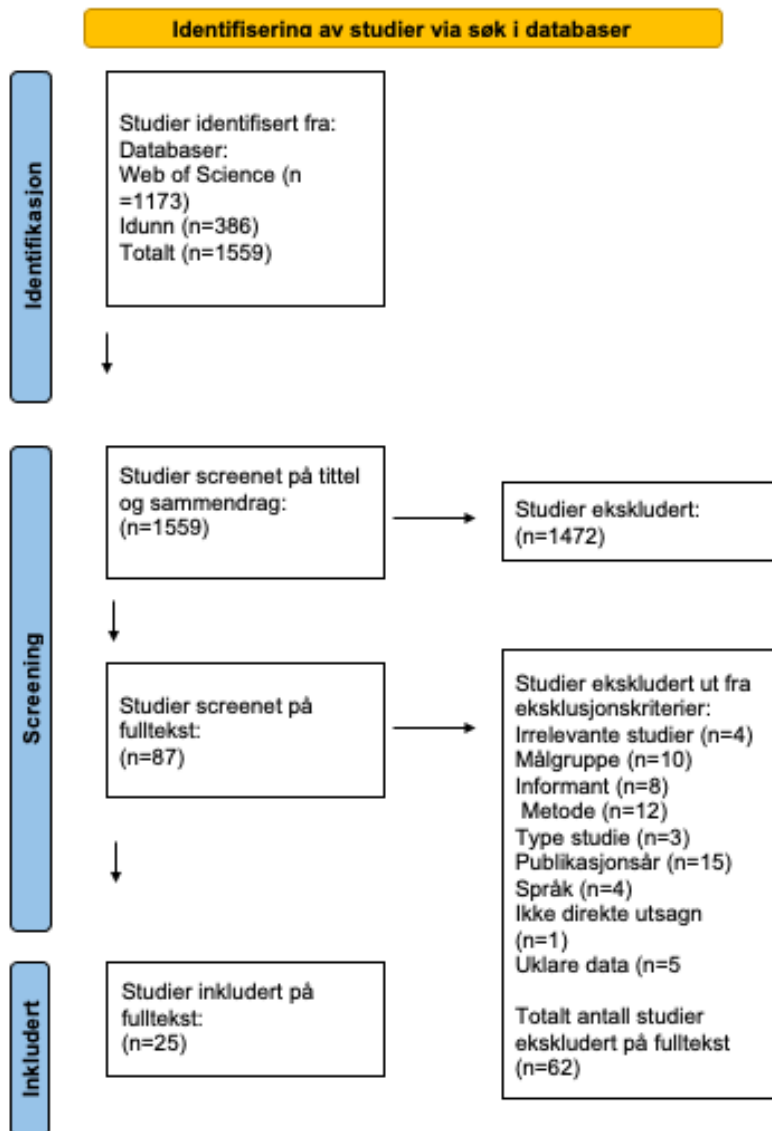 Identifisering av studier via søk i databaser
Identifikasjon
Studier identifisert fra:
Databaser:
Web of Science (n
=1173)
Idunn (n=386)
Totalt (n=1559)
Screening
Studier screenet på tittel
og sammendrag:
(n=1559)
Studier ekskludert:
(n=1472)
Studier screenet på
fulltekst:
(n=87)
Studier ekskludert ut fra
eksklusjonskriterier:
Irrelevante studier (n=4)
Målgruppe (n=10)
Informant (n=8)
Metode (n=12)
Type studie (n=3)
Publikasjonsår (n=15)
Språk (n=4)
Ikke direkte utsagn
(n=1)
Uklare data (n=5
Totalt antall studier
ekskludert på fulltekst
(n=62)
Inkludert
Studier inkludert på
fulltekst:
(n=25)